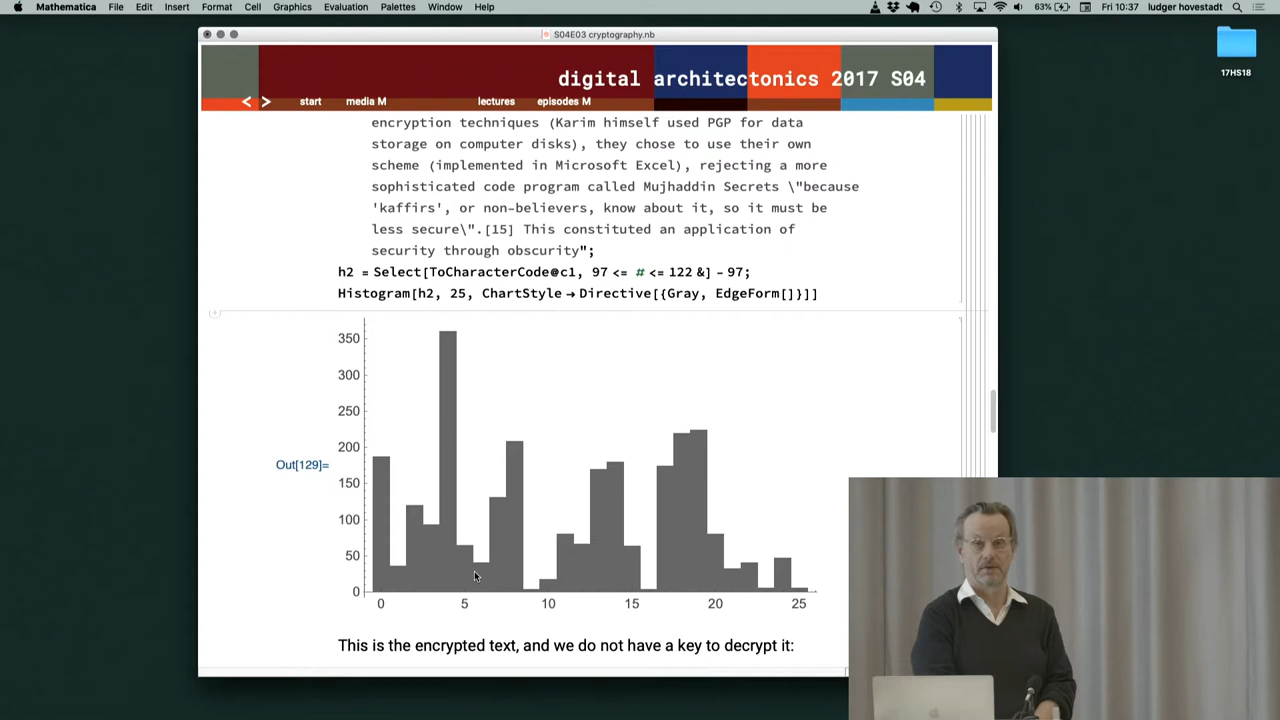 Mathematica File Edit Insert Format Cell Graphics Evaluation Palettes Window Help 63% Fri 10:37 ludger hovestadt
S04E03 cryptography.nb
17HS18
digital architectonics 2017 S04
< > start media M lectures episodes M
encryption techniques (Karim himself used PGP for data
storage on computer disks), they chose to use their own
scheme (implemented in Microsoft Excel), rejecting a more
sophisticated code program called Mujhaddin Secrets \"because
'kaffirs', or non-believers, know about it, so it must be
less secure\".[15] This constituted an application of
security through obscurity";
h2 = Select[ToCharacterCode@c1, 97 <= # <= 122 &] - 97;
Histogram[h2, 25, ChartStyle → Directive[{Gray, EdgeForm[]}]]
350
300
250
200
150
100
50
0
Out[129]=
0 5 10 15 20 25
This is the encrypted text, and we do not have a key to decrypt it: